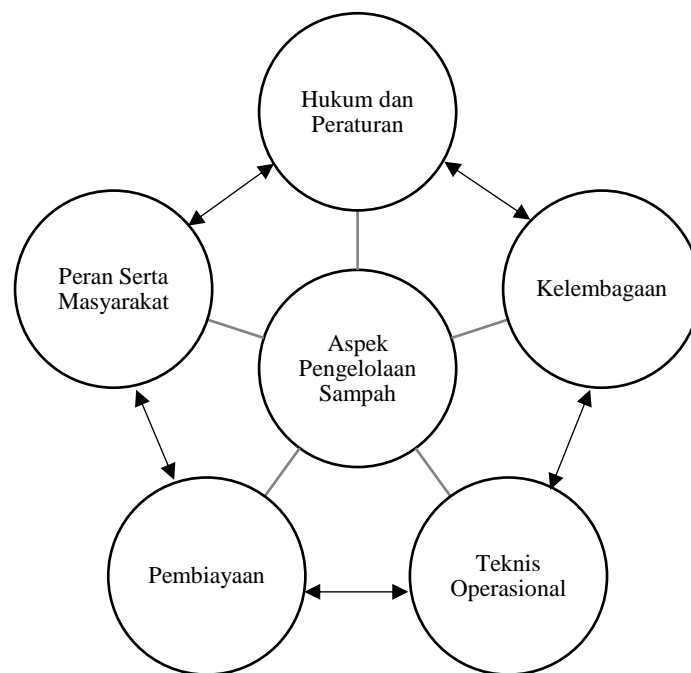 Hukum dan
Peraturan
Peran Serta
Masyarakat
Kelembagaan
Aspek
Pengelolaan
Sampah
Pembiayaan
Teknis
Operasional